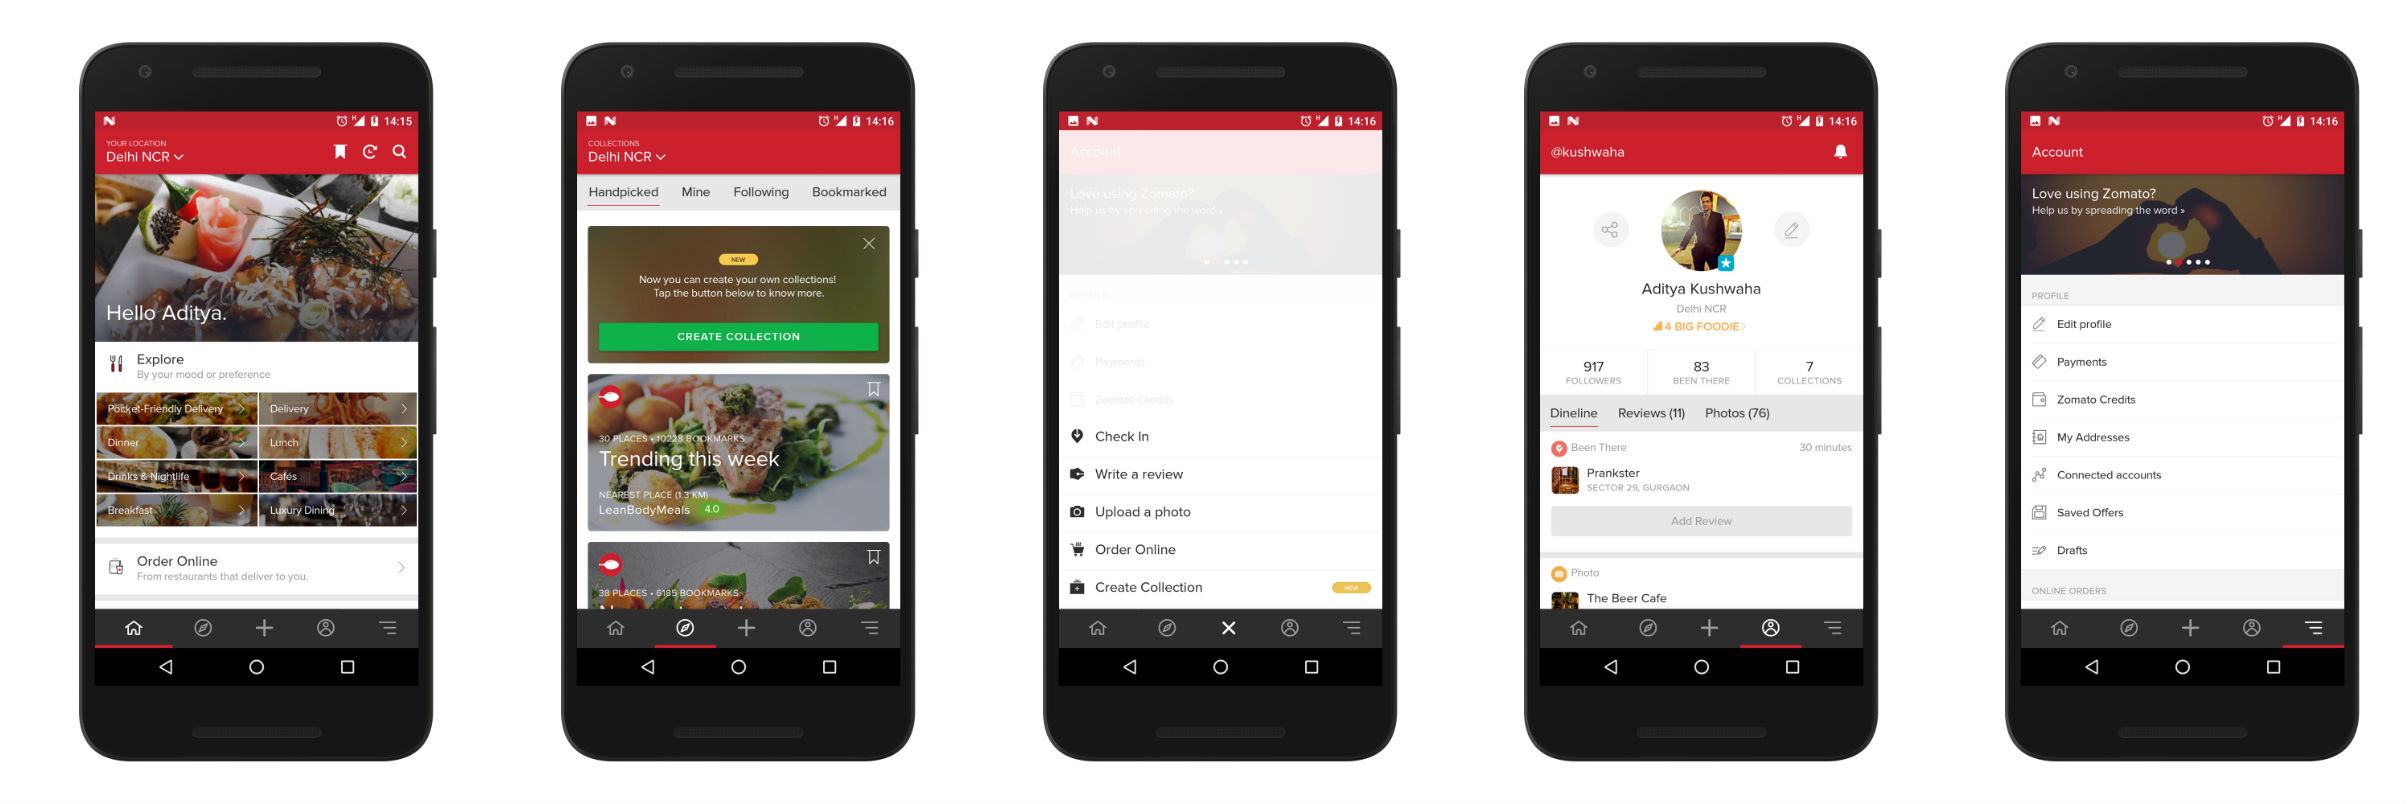 14:15
YOUR LOCATION
Delhi NCR
Hello Aditya.
Explore
By your mood or preference
Pocket-Friendly Delivery
Delivery
Dinner
Lunch
Drinks & Nightlife
Cafés
Breakfast
Luxury Dining
Order Online
From restaurants that deliver to you.
14:16
COLLECTIONS
Delhi NCR
Handpicked Mine Following Bookmarked
NEW
Now you can create your own collections!
Tap the button below to know more.
CREATE COLLECTION
30 PLACES • 10228 BOOKMARKS
Trending this week
NEAREST PLACE (1.3 KM)
LeanBodyMeals 4.0
38 PLACES • 6185 BOOKMARKS
14:16
Account
Love using Zomato?
Help us by spreading the word »
PROFILE
Edit profile
Payments
Zomato Credits
Check In
Write a review
Upload a photo
Order Online
Create Collection NEW
14:16
@kushwaha
Aditya Kushwaha
Delhi NCR
4 BIG FOODIE
917
FOLLOWERS
83
BEEN THERE
7
COLLECTIONS
Dineline Reviews (11) Photos (76)
Been There 30 minutes
Prankster
SECTOR 29, GURGAON
Add Review
Photo
The Beer Cafe
14:16
Account
Love using Zomato?
Help us by spreading the word »
PROFILE
Edit profile
Payments
Zomato Credits
My Addresses
Connected accounts
Saved Offers
Drafts
ONLINE ORDERS